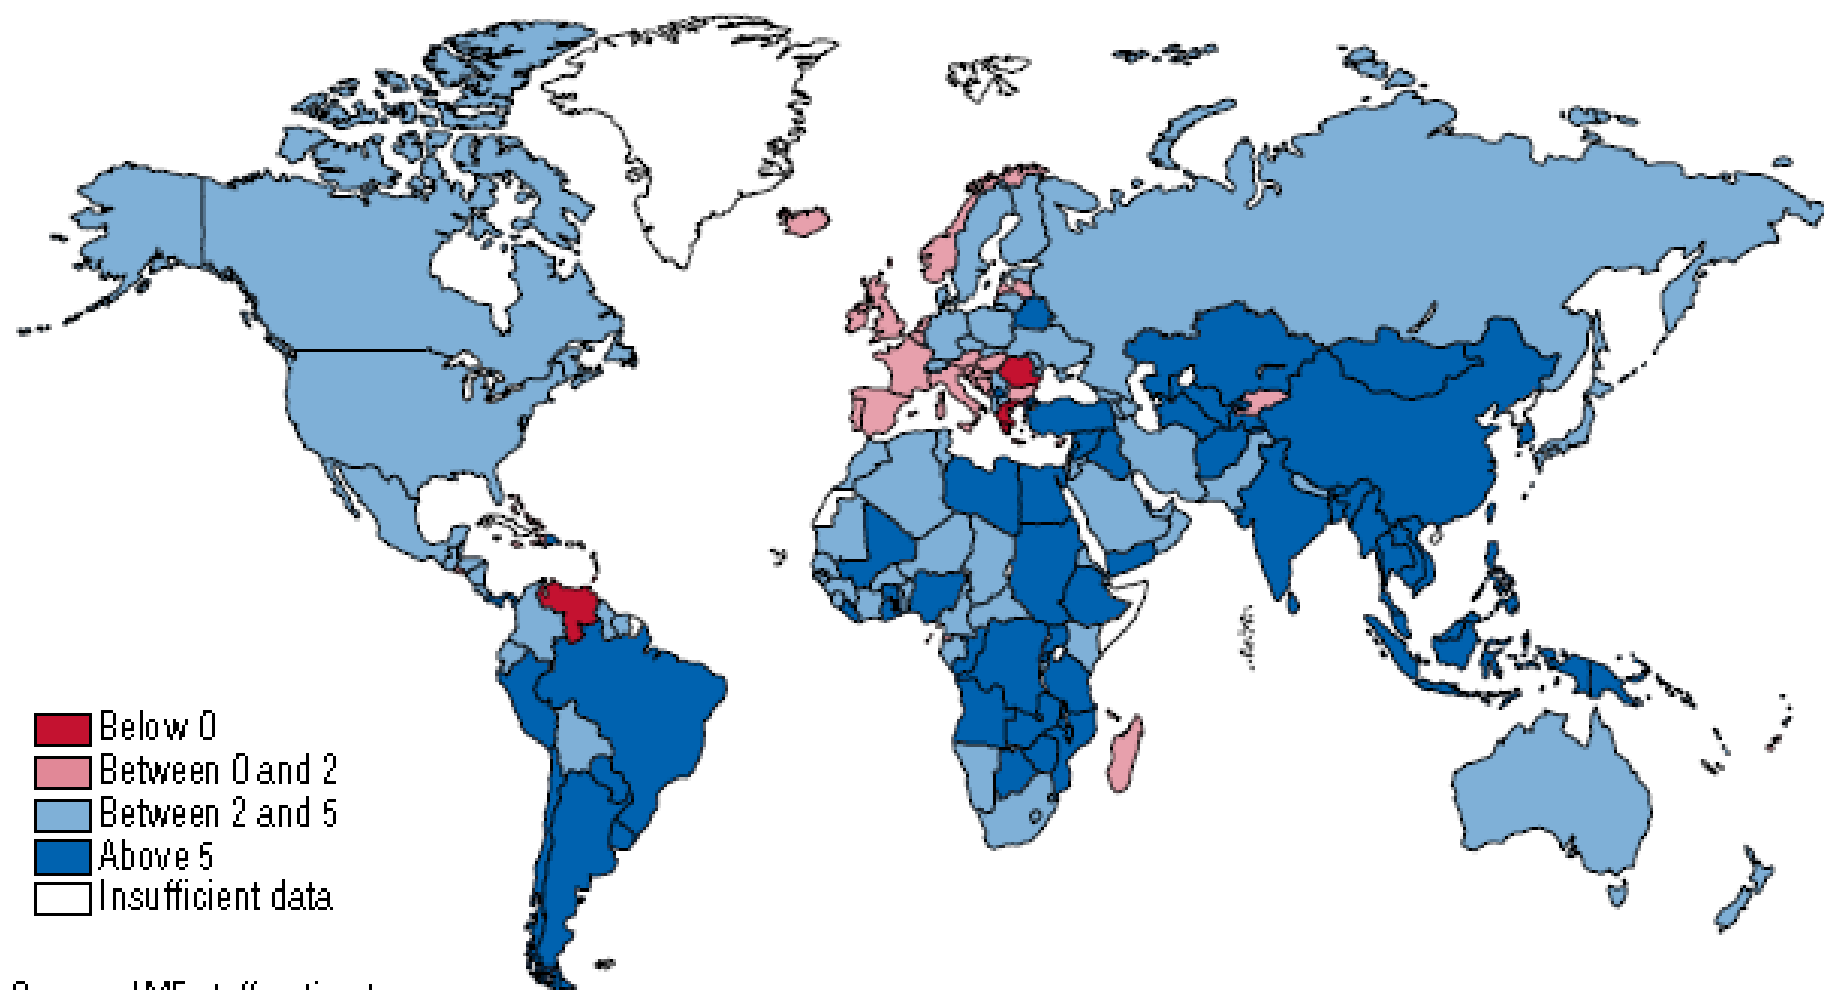 Below 0
Between 0 and 2
Between 2 and 5
Above 5
Insufficient data